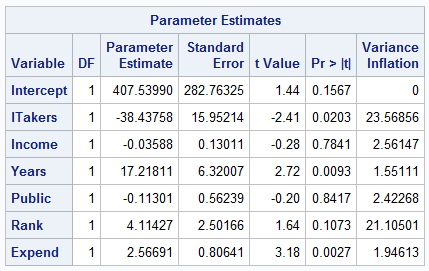 Parameter Estimates
Variable DF Parameter Estimate Standard Error t Value Pr > |t| Variance Inflation
Intercept 1 407.53990 282.76325 1.44 0.1567 0
ITakers 1 -38.43758 15.95214 -2.41 0.0203 23.56856
Income 1 -0.03588 0.13011 -0.28 0.7841 2.56147
Years 1 17.21811 6.32007 2.72 0.0093 1.55111
Public 1 -0.11301 0.56239 -0.20 0.8417 2.42268
Rank 1 4.11427 2.50166 1.64 0.1073 21.10501
Expend 1 2.56691 0.80641 3.18 0.0027 1.94613